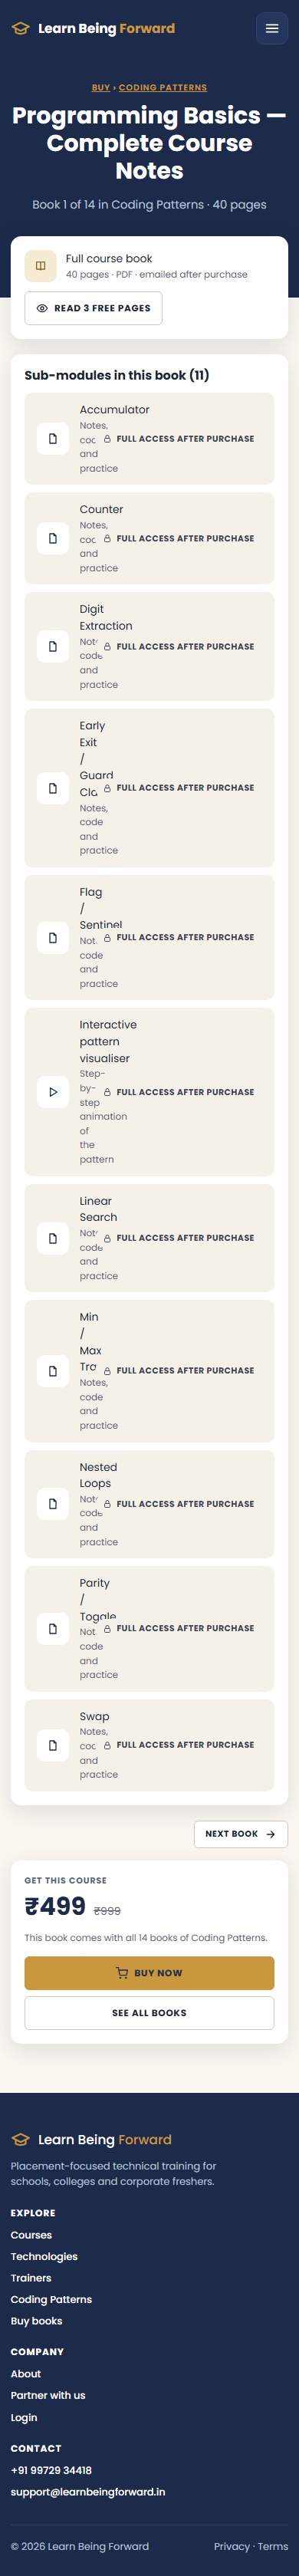 Learn Being Forward
BUY › CODING PATTERNS
Programming Basics —
Complete Course
Notes
Book 1 of 14 in Coding Patterns · 40 pages
Full course book
40 pages · PDF · emailed after purchase
READ 3 FREE PAGES
Sub-modules in this book (11)
Accumulator
Notes,
and
practice
FULL ACCESS AFTER PURCHASE
Counter
Notes,
and
practice
FULL ACCESS AFTER PURCHASE
Digit
Extraction
code
and
practice
FULL ACCESS AFTER PURCHASE
Early
Exit
/
Guard
Notes,
code
and
practice
FULL ACCESS AFTER PURCHASE
Flag
/
Sentinel
code
and
practice
FULL ACCESS AFTER PURCHASE
Interactive
pattern
visualiser
Step-
by-
step
animation
of
the
pattern
FULL ACCESS AFTER PURCHASE
Linear
Search
code
and
practice
FULL ACCESS AFTER PURCHASE
Min
/
Max
Notes,
code
and
practice
FULL ACCESS AFTER PURCHASE
Nested
Loops
code
and
practice
FULL ACCESS AFTER PURCHASE
Parity
/
Toggle
code
and
practice
FULL ACCESS AFTER PURCHASE
Swap
Notes,
and
practice
FULL ACCESS AFTER PURCHASE
NEXT BOOK →
GET THIS COURSE
₹499 ₹999
This book comes with all 14 books of Coding Patterns.
BUY NOW
SEE ALL BOOKS
Learn Being Forward
Placement-focused technical training for
schools, colleges and corporate freshers.
EXPLORE
Courses
Technologies
Trainers
Coding Patterns
Buy books
COMPANY
About
Partner with us
Login
CONTACT
+91 99729 34418
support@learnbeingforward.in
© 2026 Learn Being Forward
Privacy · Terms